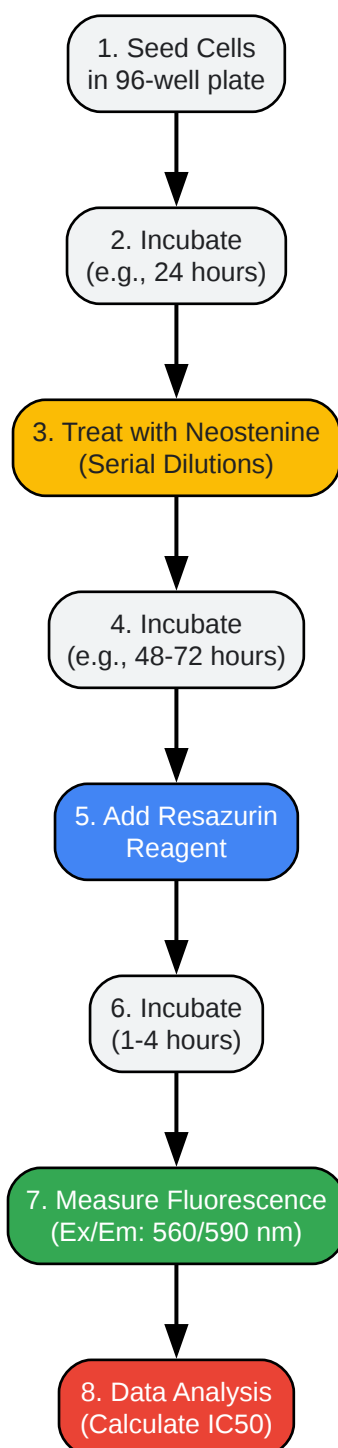 1. Seed Cells
in 96-well plate
2. Incubate
(e.g., 24 hours)
3. Treat with Neostenine
(Serial Dilutions)
4. Incubate
(e.g., 48-72 hours)
5. Add Resazurin
Reagent
6. Incubate
(1-4 hours)
7. Measure Fluorescence
(Ex/Em: 560/590 nm)
8. Data Analysis
(Calculate IC50)